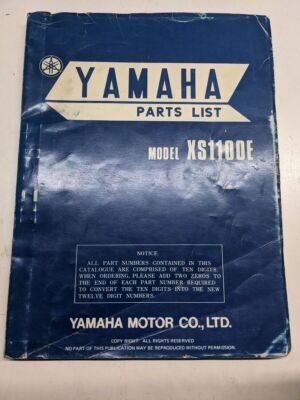 YAMAHA
PARTS LIST
MODEL XS1100E
NOTICE
ALL PART NUMBERS CONTAINED IN THIS
CATALOGUE ARE COMPRISED OF TEN DIGITS.
WHEN ORDERING, PLEASE ADD TWO ZEROS TO
THE END OF EACH PART NUMBER REQUIRED
TO CONVERT THE TEN DIGITS INTO THE NEW
TWELVE DIGIT NUMBERS.
YAMAHA MOTOR CO., LTD.
COPY RIGHT: ALL RIGHTS RESERVED
NO PART OF THIS PUBLICATION MAY BE REPRODUCED WITHOUT PERMISSION.